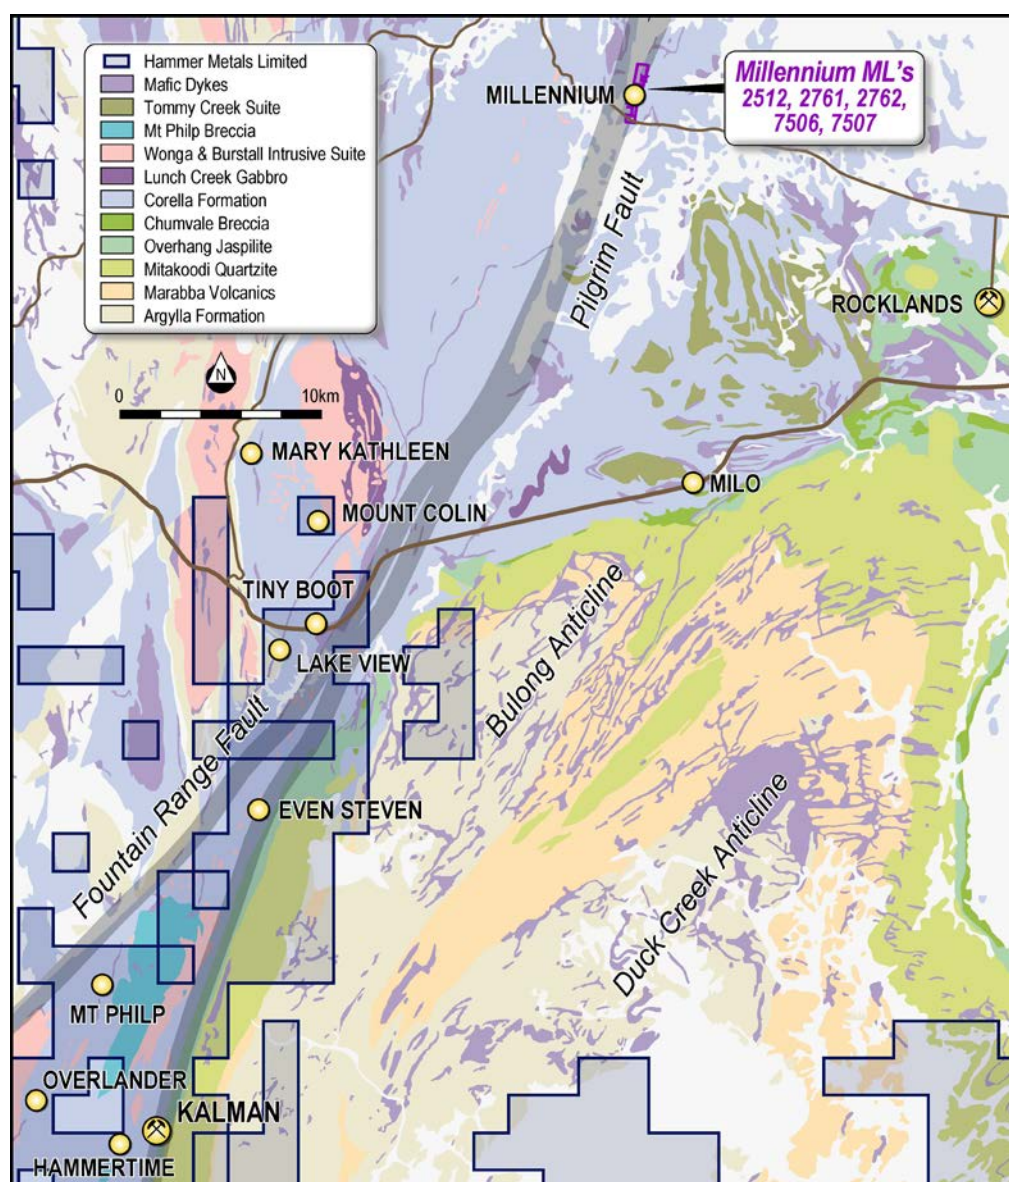 Hammer Metals Limited
Mafic Dykes
Tommy Creek Suite
Mt Philp Breccia
Wonga & Burstall Intrusive Suite
Lunch Creek Gabbro
Corella Formation
Chumvale Breccia
Overhang Jaspilite
Mitakoodi Quartzite
Marabba Volcanics
Argylla Formation
MILLENNIUM
Millennium ML's
2512, 2761, 2762,
7506, 7507
Pilgrim Fault
ROCKLANDS
N
0 10km
MARY KATHLEEN
MILO
MOUNT COLIN
TINY BOOT
LAKE VIEW
Bulong Anticline
Fountain Range Fault
EVEN STEVEN
Duck Creek Anticline
MT PHILP
OVERLANDER
KALMAN
HAMMERTIME